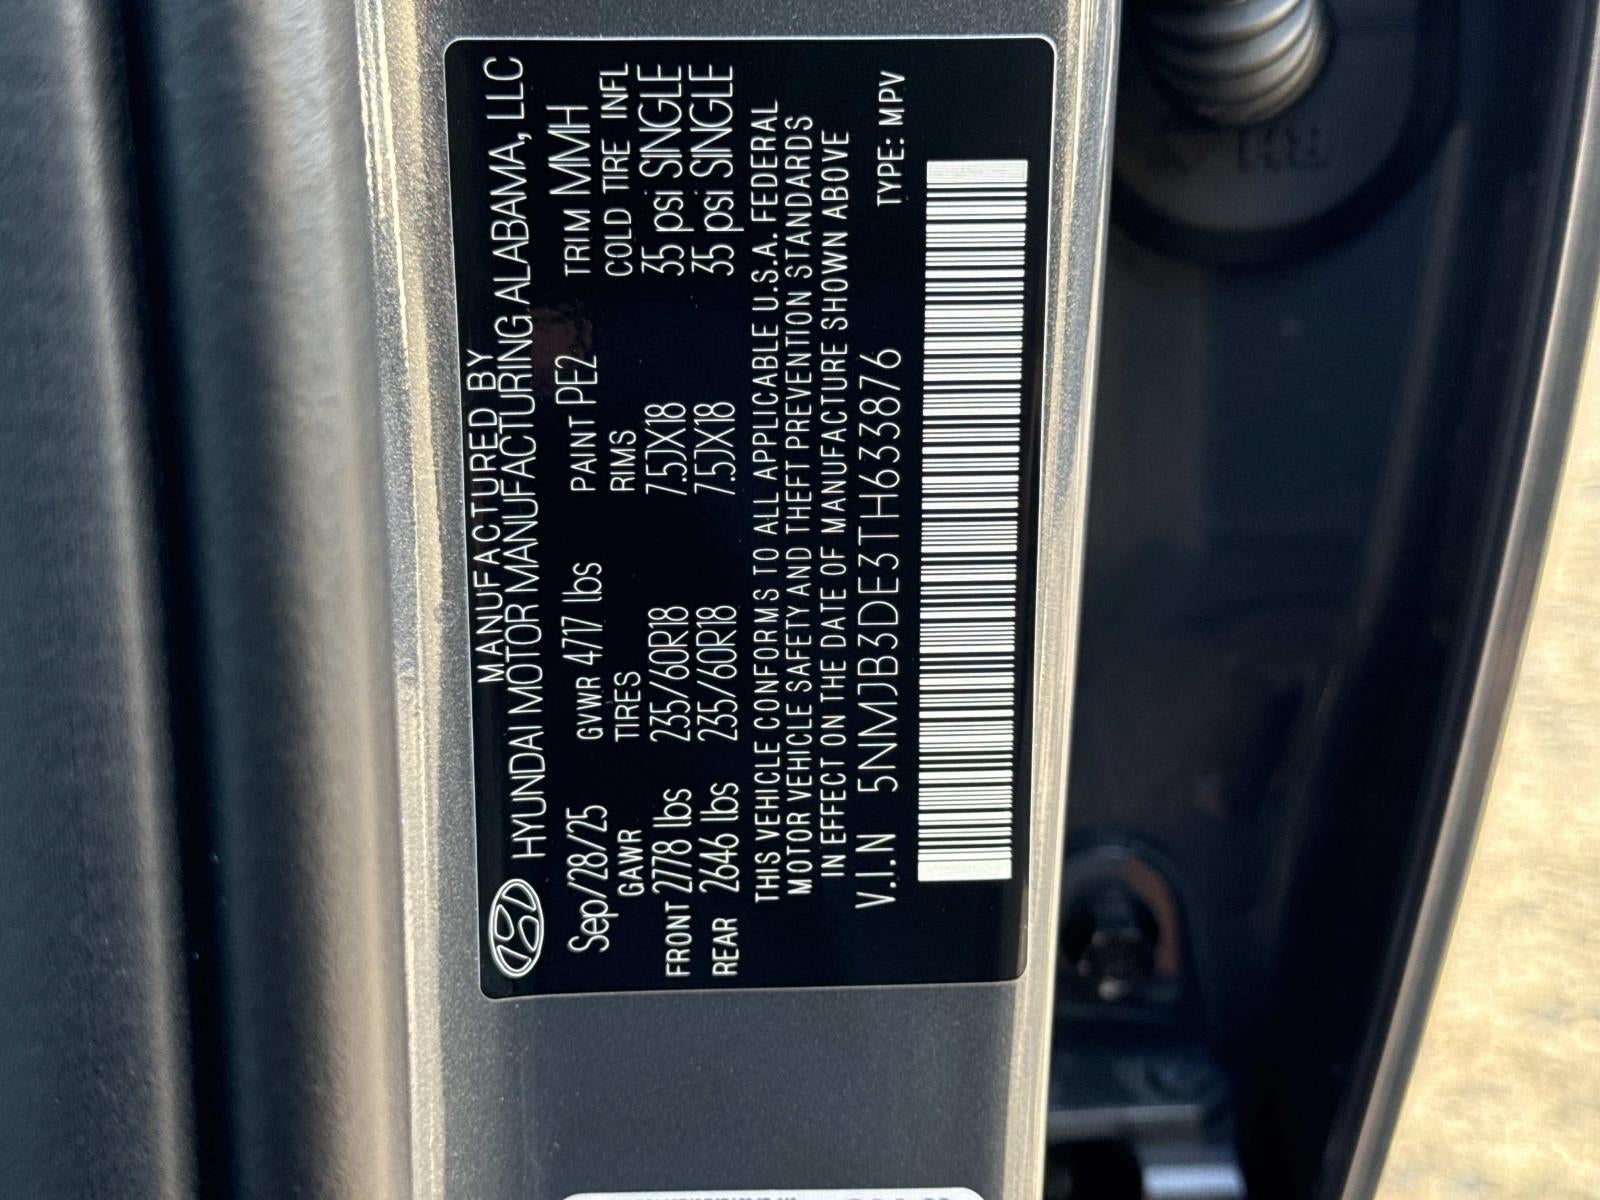 MANUFACTURED BY
HYUNDAI MOTOR MANUFACTURING ALABAMA, LLC
Sep/28/25 GVWR 4717 lbs PAINT PE2 TRIM MMH
GAWR TIRES RIMS COLD TIRE INFL
FRONT 2778 lbs 235/60R18 7.5JX18 35 psi SINGLE
REAR 2646 lbs 235/60R18 7.5JX18 35 psi SINGLE
THIS VEHICLE CONFORMS TO ALL APPLICABLE U.S.A. FEDERAL
MOTOR VEHICLE SAFETY AND THEFT PREVENTION STANDARDS
IN EFFECT ON THE DATE OF MANUFACTURE SHOWN ABOVE
V.I.N 5NMJB3DE3TH633876 TYPE: MPV